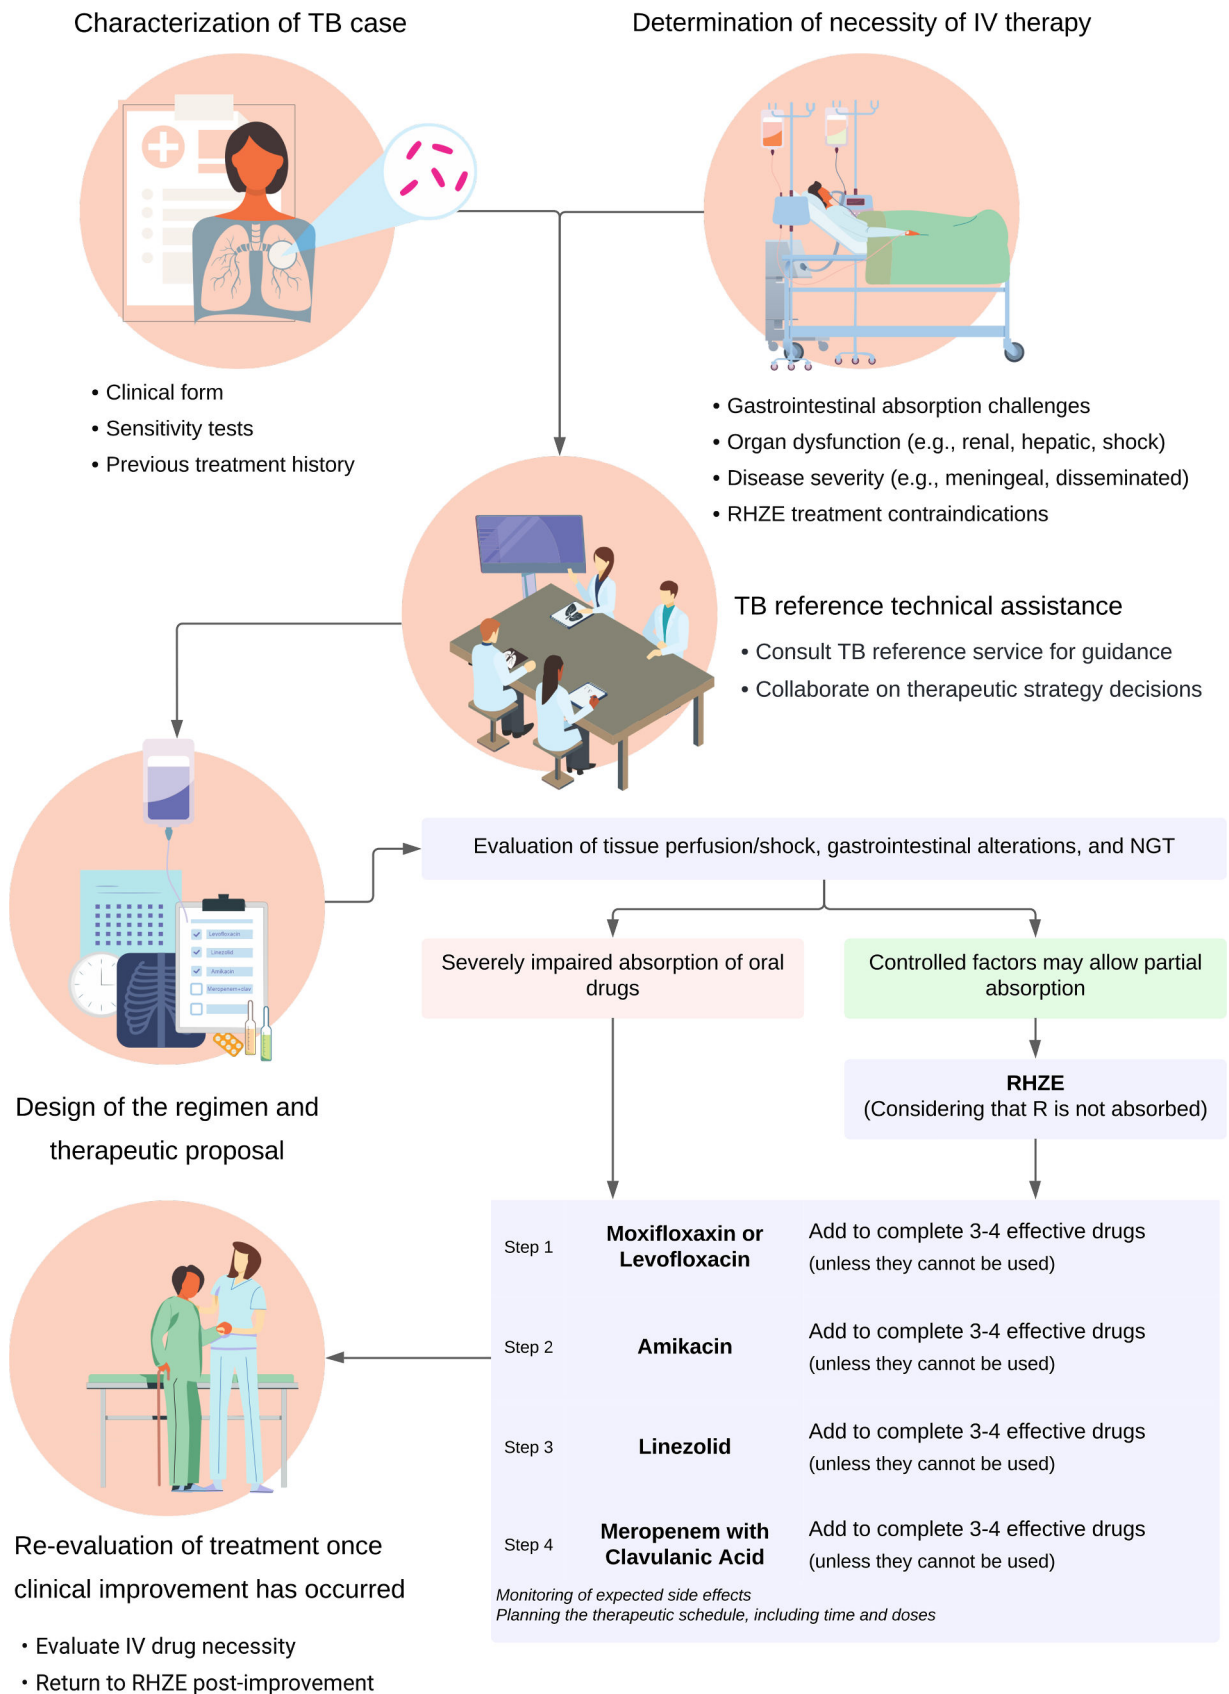 Characterization of TB case
Determination of necessity of IV therapy
• Clinical form
• Sensitivity tests
• Previous treatment history
• Gastrointestinal absorption challenges
• Organ dysfunction (e.g., renal, hepatic, shock)
• Disease severity (e.g., meningeal, disseminated)
• RHZE treatment contraindications
TB reference technical assistance
• Consult TB reference service for guidance
• Collaborate on therapeutic strategy decisions
Levofloxacin
Linezolid
Amikacin
Meropenem+clav
Design of the regimen and
therapeutic proposal
Evaluation of tissue perfusion/shock, gastrointestinal alterations, and NGT
Severely impaired absorption of oral
drugs
Controlled factors may allow partial
absorption
RHZE
(Considering that R is not absorbed)
Step 1
Moxifloxaxin or
Levofloxacin
Add to complete 3-4 effective drugs
(unless they cannot be used)
Step 2
Amikacin
Add to complete 3-4 effective drugs
(unless they cannot be used)
Step 3
Linezolid
Add to complete 3-4 effective drugs
(unless they cannot be used)
Step 4
Meropenem with
Clavulanic Acid
Add to complete 3-4 effective drugs
(unless they cannot be used)
Monitoring of expected side effects
Planning the therapeutic schedule, including time and doses
Re-evaluation of treatment once
clinical improvement has occurred
• Evaluate IV drug necessity
• Return to RHZE post-improvement